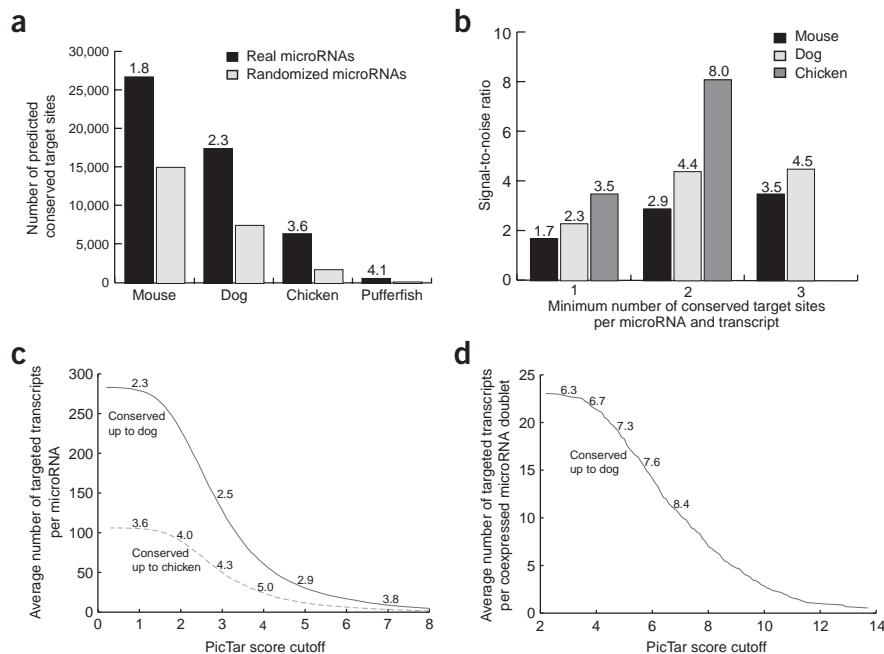 a
Number of predicted
conserved target sites
30,000
25,000
20,000
15,000
10,000
5,000
0
1.8
2.3
3.6
4.1
Real microRNAs
Randomized microRNAs
Mouse
Dog
Chicken
Pufferfish
b
Signal-to-noise ratio
10
8
6
4
2
0
Mouse
Dog
Chicken
1.7
2.3
3.5
2.9
4.4
8.0
3.5
4.5
1
2
3
Minimum number of conserved target sites
per microRNA and transcript
c
Average number of targeted transcripts
per microRNA
300
250
200
150
100
50
0
2.3
Conserved
up to dog
2.5
3.6
4.0
Conserved
up to chicken
4.3
5.0
2.9
3.8
0 1 2 3 4 5 6 7 8
PicTar score cutoff
d
Average number of targeted transcripts
per coexpressed microRNA doublet
25
20
15
10
5
0
6.3
6.7
7.3
Conserved
up to dog
7.6
8.4
2 4 6 8 10 12 14
PicTar score cutoff